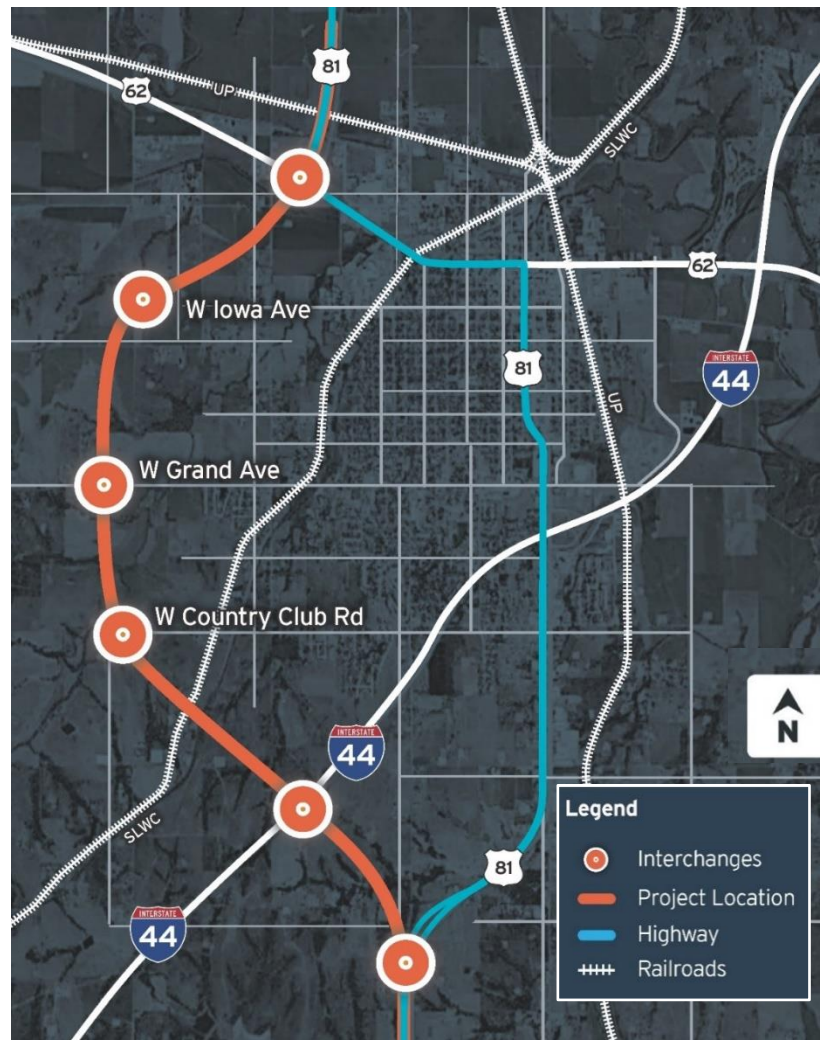 81
62
UP
SLWC
62
W Iowa Ave
81
INTERSTATE
44
UP
W Grand Ave
W Country Club Rd
INTERSTATE
44
N
SLWC
81
INTERSTATE
44
Legend
Interchanges
Project Location
Highway
Railroads